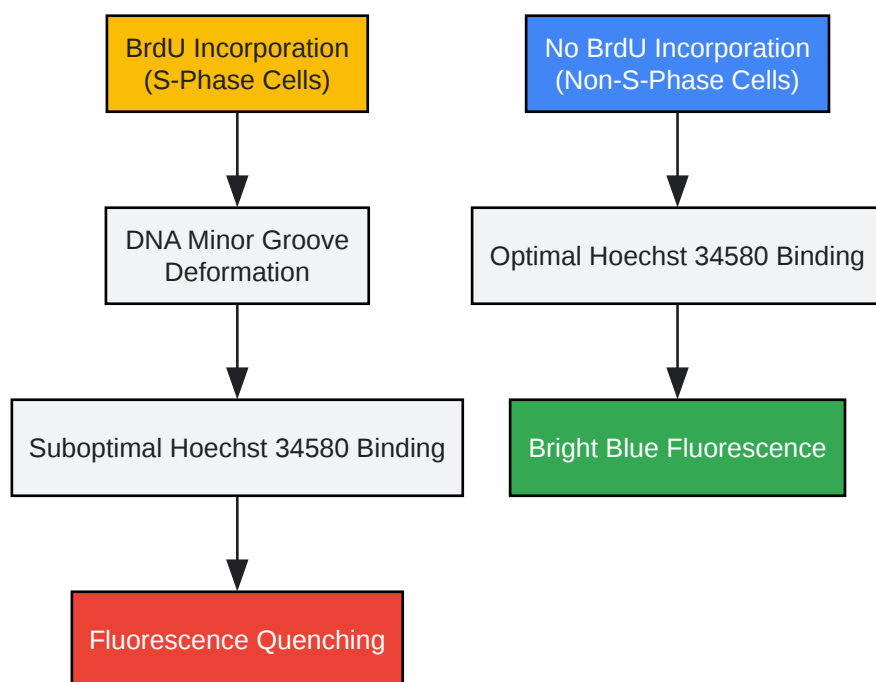 BrdU Incorporation
(S-Phase Cells)
No BrdU Incorporation
(Non-S-Phase Cells)
DNA Minor Groove
Deformation
Optimal Hoechst 34580 Binding
Suboptimal Hoechst 34580 Binding
Bright Blue Fluorescence
Fluorescence Quenching